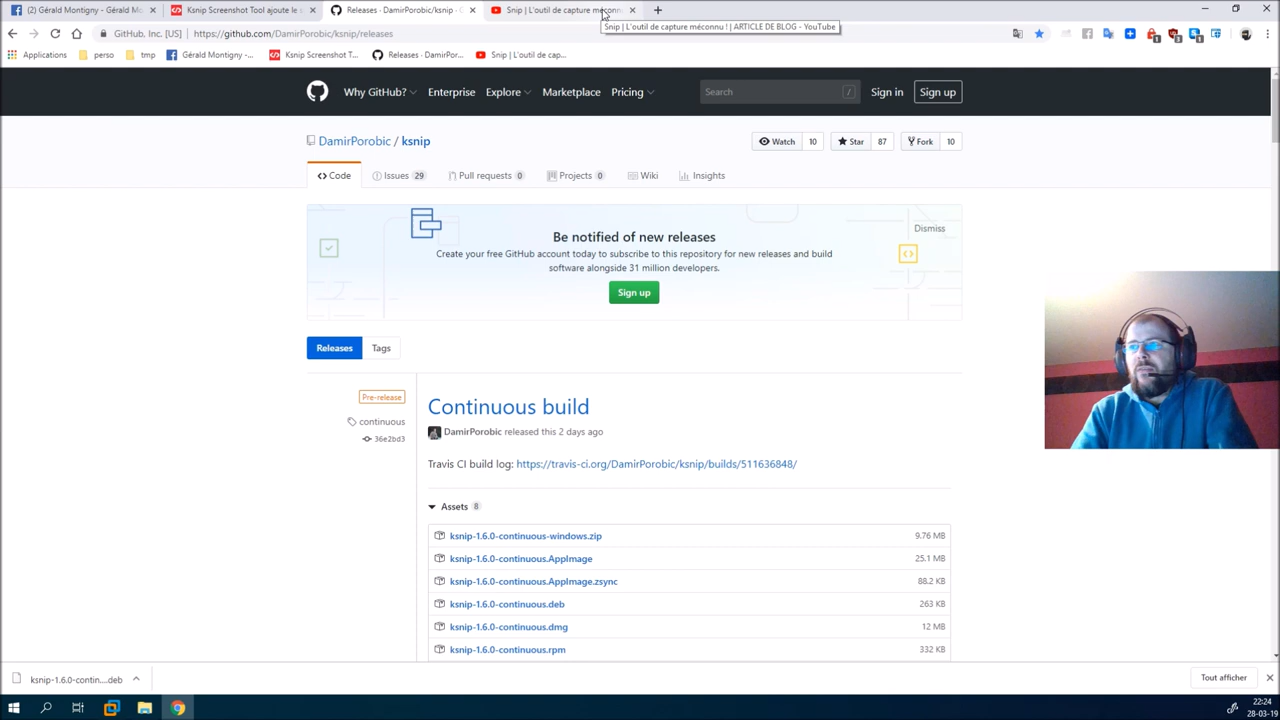 (2) Gérald Montigny - Gérald M
Ksnip Screenshot Tool ajoute le s
Releases · DamirPorobic/ksnip · G
Snip | L'outil de capture méconnu
Snip | L'outil de capture méconnu ! | ARTICLE DE BLOG - YouTube
GitHub, Inc. [US] | https://github.com/DamirPorobic/ksnip/releases
Applications
perso
tmp
Gérald Montigny -...
Ksnip Screenshot T...
Releases · DamirPor...
Snip | L'outil de cap...
Why GitHub?
Enterprise
Explore
Marketplace
Pricing
Search
/
Sign in
Sign up
DamirPorobic / ksnip
Watch 10
Star 87
Fork 10
Code
Issues 29
Pull requests 0
Projects 0
Wiki
Insights
Be notified of new releases
Dismiss
Create your free GitHub account today to subscribe to this repository for new releases and build
software alongside 31 million developers.
Sign up
Releases
Tags
Pre-release
continuous
36e2bd3
Continuous build
DamirPorobic released this 2 days ago
Travis CI build log: https://travis-ci.org/DamirPorobic/ksnip/builds/511636848/
Assets 8
ksnip-1.6.0-continuous-windows.zip 9.76 MB
ksnip-1.6.0-continuous.AppImage 25.1 MB
ksnip-1.6.0-continuous.AppImage.zsync 88.2 KB
ksnip-1.6.0-continuous.deb 263 KB
ksnip-1.6.0-continuous.dmg 12 MB
ksnip-1.6.0-continuous.rpm 332 KB
ksnip-1.6.0-contin....deb
Tout afficher
22:24
28-03-19